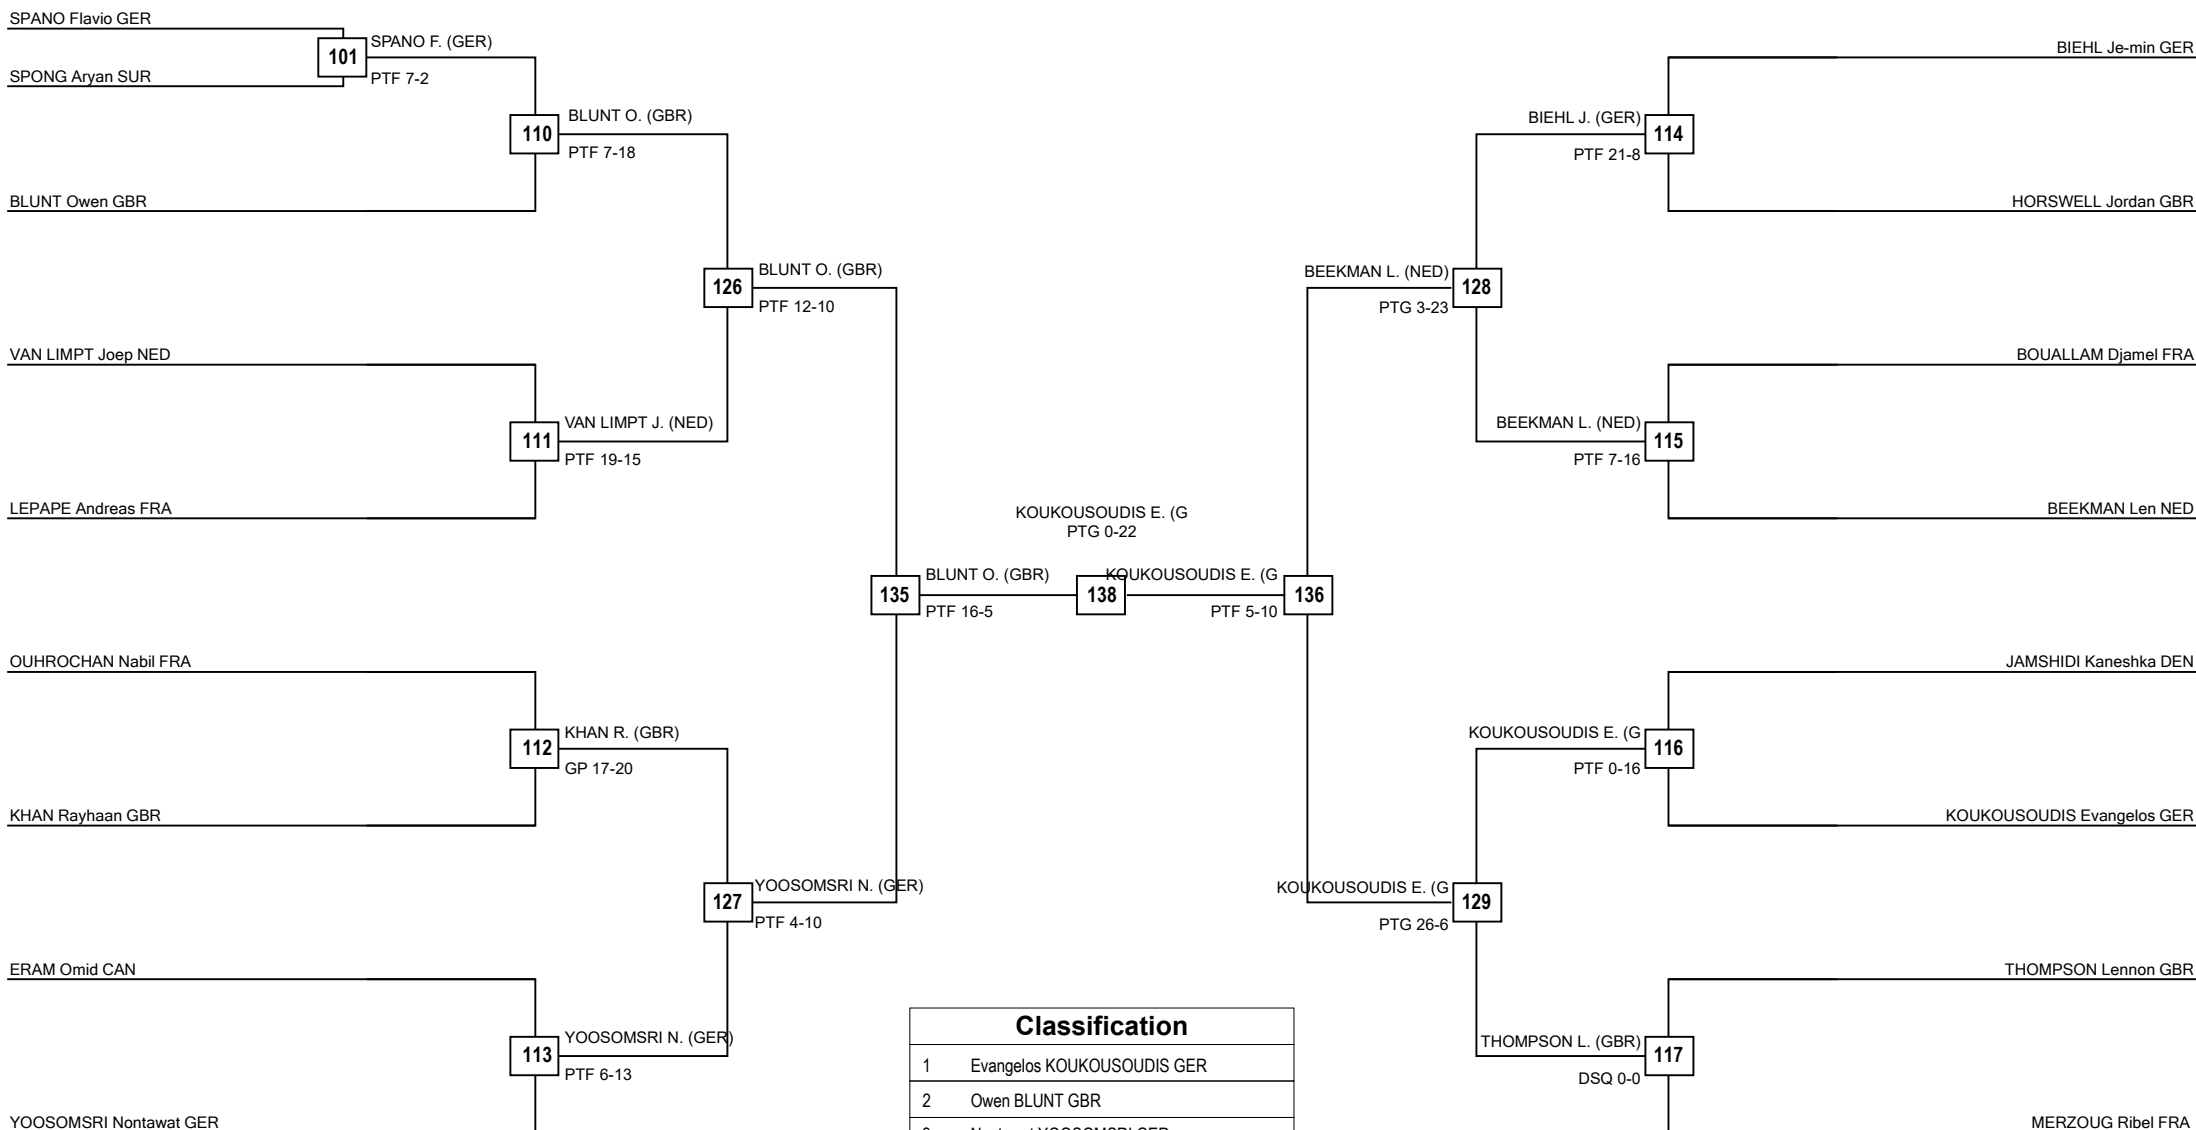 SPANO Flavio GER
101
SPANO F. (GER)
PTF 7-2
SPONG Aryan SUR
110
BLUNT O. (GBR)
PTF 7-18
BLUNT Owen GBR
126
BLUNT O. (GBR)
PTF 12-10
VAN LIMPT Joep NED
111
VAN LIMPT J. (NED)
PTF 19-15
LEPAPE Andreas FRA
135
BLUNT O. (GBR)
PTF 16-5
OUHROCHAN Nabil FRA
112
KHAN R. (GBR)
GP 17-20
KHAN Rayhaan GBR
127
YOOSOMSRI N. (GER)
PTF 4-10
ERAM Omid CAN
113
YOOSOMSRI N. (GER)
PTF 6-13
YOOSOMSRI Nontawat GER
KOUKOUSOUDIS E. (G
PTG 0-22
138
KOUKOUSOUDIS E. (G
136
PTF 5-10
BIEHL Je-min GER
BIEHL J. (GER)
114
PTF 21-8
HORSWELL Jordan GBR
BEEKMAN L. (NED)
128
PTG 3-23
BOUALLAM Djamel FRA
BEEKMAN L. (NED)
115
PTF 7-16
BEEKMAN Len NED
JAMSHIDI Kaneshka DEN
KOUKOUSOUDIS E. (G
116
PTF 0-16
KOUKOUSOUDIS Evangelos GER
KOUKOUSOUDIS E. (G
129
PTG 26-6
THOMPSON Lennon GBR
THOMPSON L. (GBR)
117
DSQ 0-0
MERZOUG Ribel FRA
Classification
1 Evangelos KOUKOUSOUDIS GER
2 Owen BLUNT GBR
3 Nontawat YOOSOMSRI GER